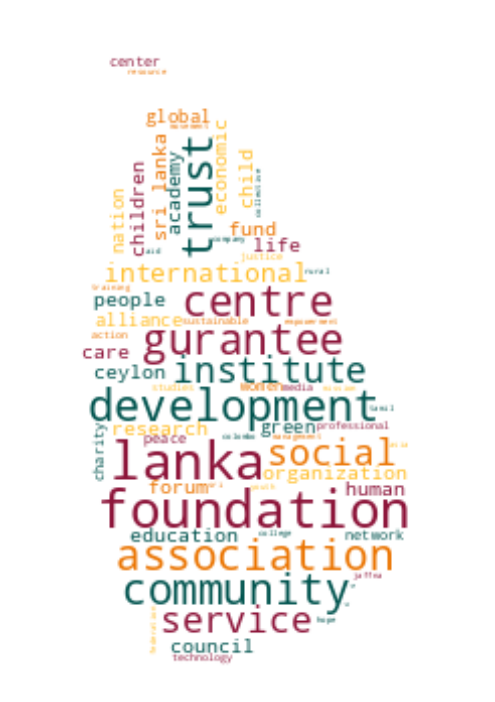 center
resource
global
movement
trust
sri lanka
academy
economic
child
collective
children
nation
fund
company
life
aid
justice
international
rural
training
people
centre
alliance
sustainable
empowerment
action
gurantee
care
ceylon
institute
studies
women
media
mission
development
tamil
charity
research
green
professional
peace
colombo
management
lanka
social
asia
organization
forum
sri
youth
human
foundation
education
college
network
association
jaffna
community
service
hope
federation
council
technology